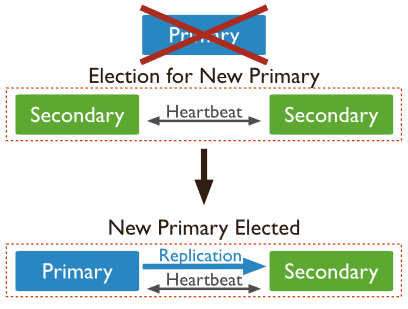 Primary
Election for New Primary
Secondary Heartbeat Secondary
New Primary Elected
Replication
Primary Heartbeat Secondary